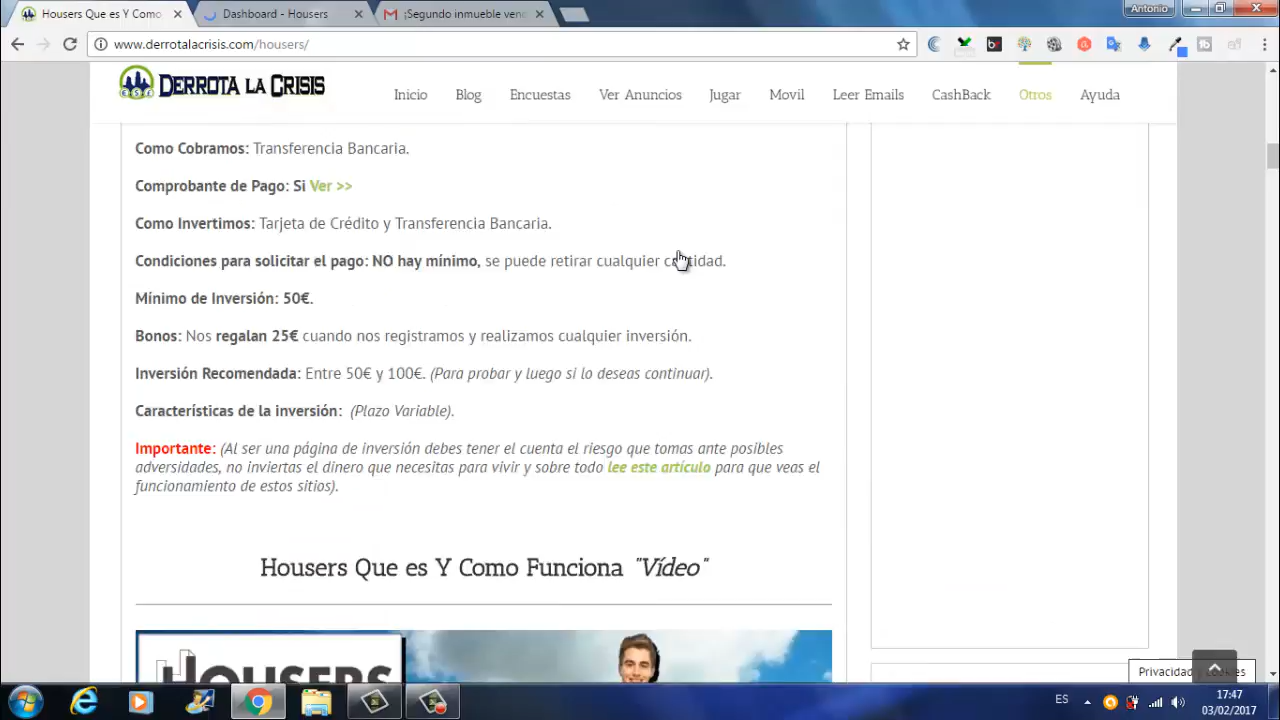 Housers Que es Y Como
Dashboard - Housers
¡Segundo inmueble vend
Antonio
www.derrotalacrisis.com/housers/
DERROTA LA CRISIS
Inicio
Blog
Encuestas
Ver Anuncios
Jugar
Movil
Leer Emails
CashBack
Otros
Ayuda
Como Cobramos: Transferencia Bancaria.
Comprobante de Pago: Si Ver >>
Como Invertimos: Tarjeta de Crédito y Transferencia Bancaria.
Condiciones para solicitar el pago: NO hay mínimo, se puede retirar cualquier cantidad.
Mínimo de Inversión: 50€.
Bonos: Nos regalan 25€ cuando nos registramos y realizamos cualquier inversión.
Inversión Recomendada: Entre 50€ y 100€. (Para probar y luego si lo deseas continuar).
Características de la inversión: (Plazo Variable).
Importante: (Al ser una página de inversión debes tener el cuenta el riesgo que tomas ante posibles
adversidades, no inviertas el dinero que necesitas para vivir y sobre todo lee este artículo para que veas el
funcionamiento de estos sitios).
Housers Que es Y Como Funciona "Vídeo"
HOUSERS
Privacidad y cookies
ES
17:47
03/02/2017